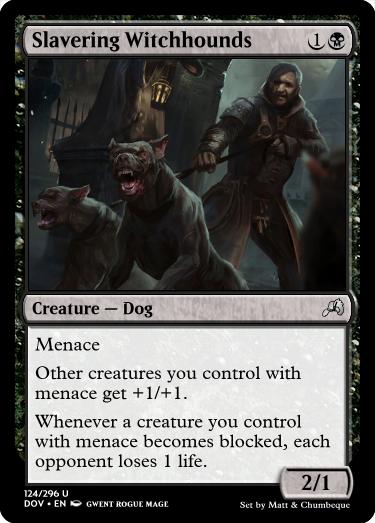 Slavering Witchhounds 1
Creature — Dog
Menace
Other creatures you control with
menace get +1/+1.
Whenever a creature you control
with menace becomes blocked, each
opponent loses 1 life.
2/1
124/296 U
DOV • EN GWENT ROGUE MAGE
Set by Matt & Chumbeque